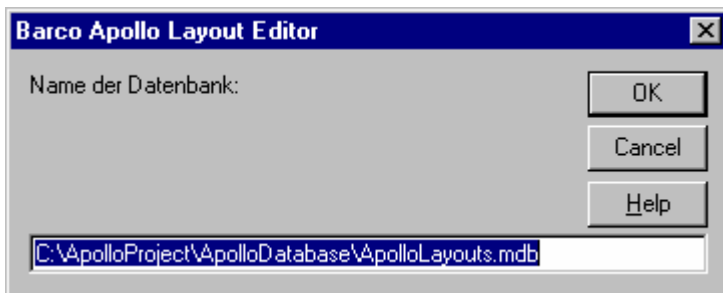 Barco Apollo Layout Editor
Name der Datenbank:
OK
Cancel
Help
C:\ApolloProject\ApolloDatabase\ApolloLayouts.mdb